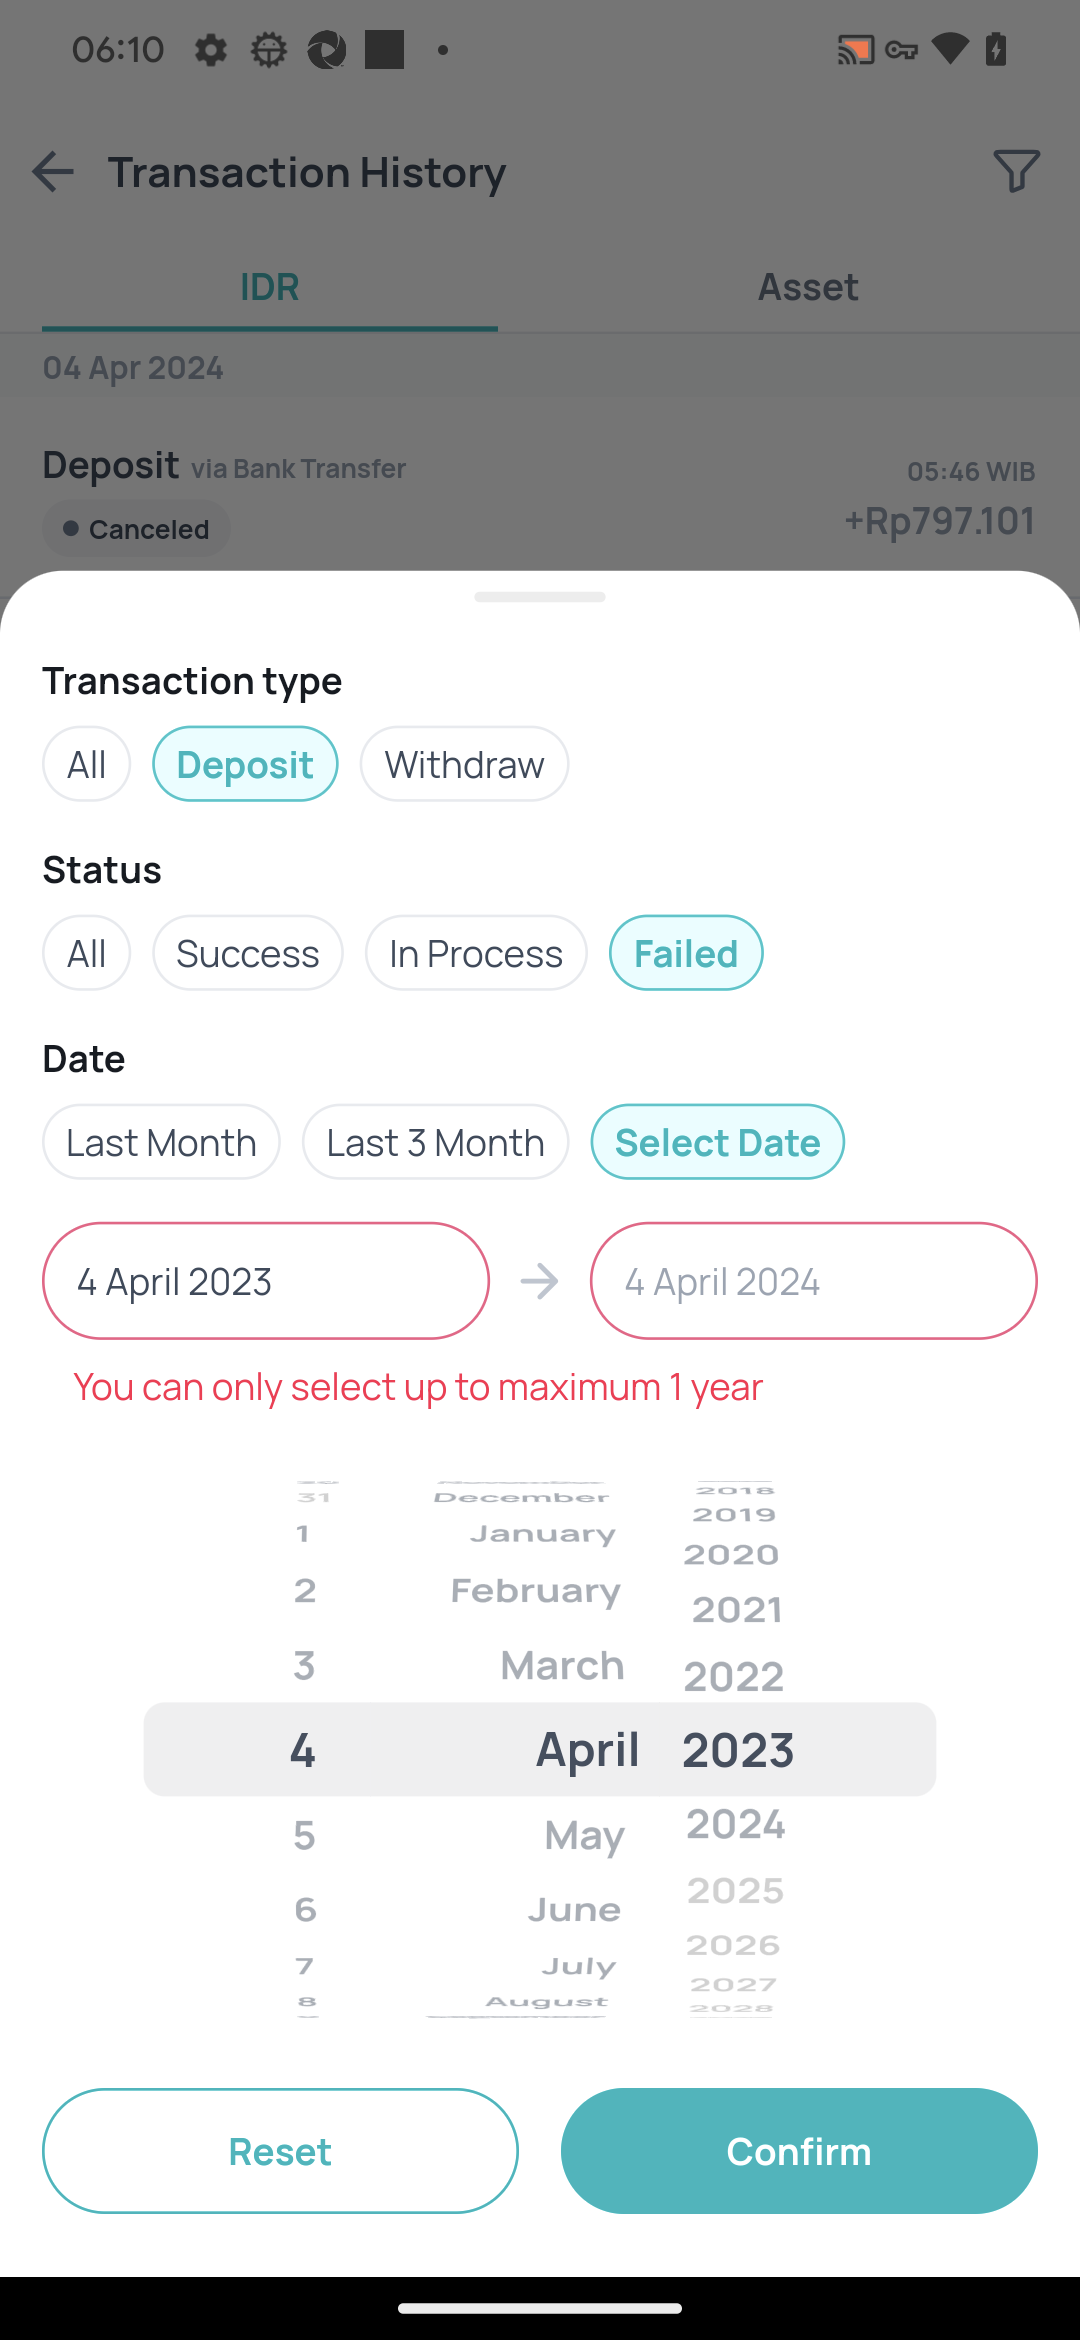 06:10
Transaction History
IDR Asset
04 Apr 2024
Deposit via Bank Transfer 05:46 WIB
Canceled +Rp797.101
Transaction type
All Deposit Withdraw
Status
All Success In Process Failed
Date
Last Month Last 3 Month Select Date
4 April 2023 4 April 2024
You can only select up to maximum 1 year
31 December 2018
2019
1 January 2020
2 February 2021
3 March 2022
4 April 2023
5 May 2024
6 June 2025
7 July 2026
2027
8 August 2028
Reset Confirm